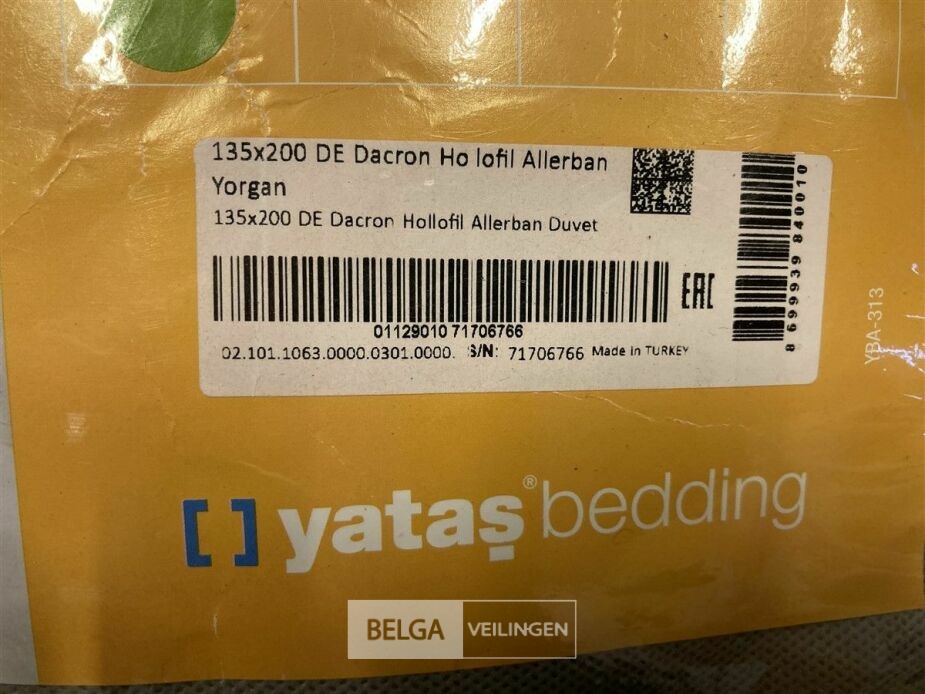 135x200 DE Dacron Ho lofil Allerban
Yorgan
135x200 DE Dacron Hollofil Allerban Duvet
EAC
01129010 71706766
02.101.1063.0000.0301.0000. S/N: 71706766 Made in TURKEY
8 699939 840010
YBA-313
[ ] yataş® bedding
BELGA VEILINGEN